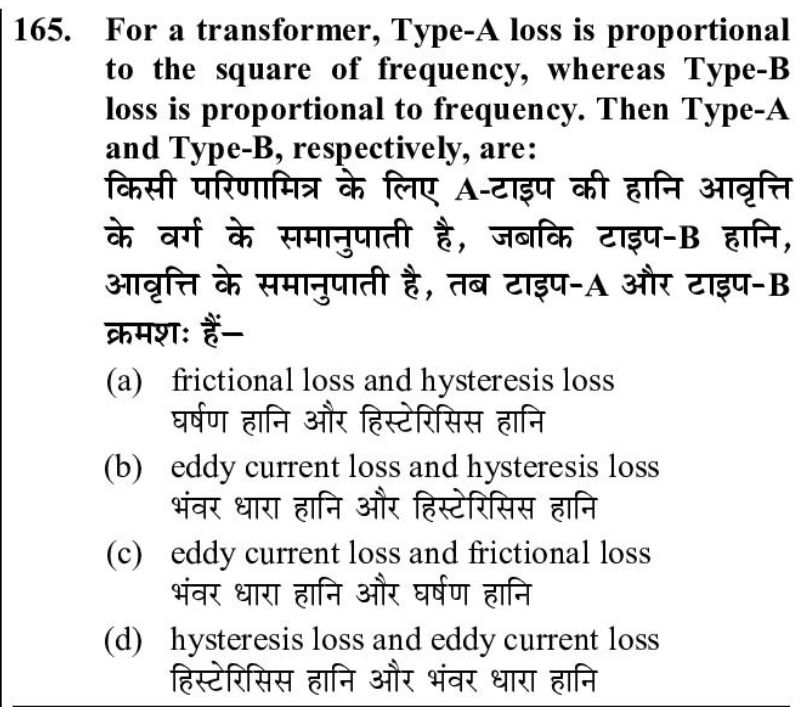 165. For a transformer, Type-A loss is proportional
to the square of frequency, whereas Type-B
loss is proportional to frequency. Then Type-A
and Type-B, respectively, are:
किसी परिणामित्र के लिए A-टाइप की हानि आवृत्ति
के वर्ग के समानुपाती है, जबकि टाइप-B हानि,
आवृत्ति के समानुपाती है, तब टाइप-A और टाइप-B
क्रमशः हैं–
(a) frictional loss and hysteresis loss
घर्षण हानि और हिस्टेरिसिस हानि
(b) eddy current loss and hysteresis loss
भंवर धारा हानि और हिस्टेरिसिस हानि
(c) eddy current loss and frictional loss
भंवर धारा हानि और घर्षण हानि
(d) hysteresis loss and eddy current loss
हिस्टेरिसिस हानि और भंवर धारा हानि